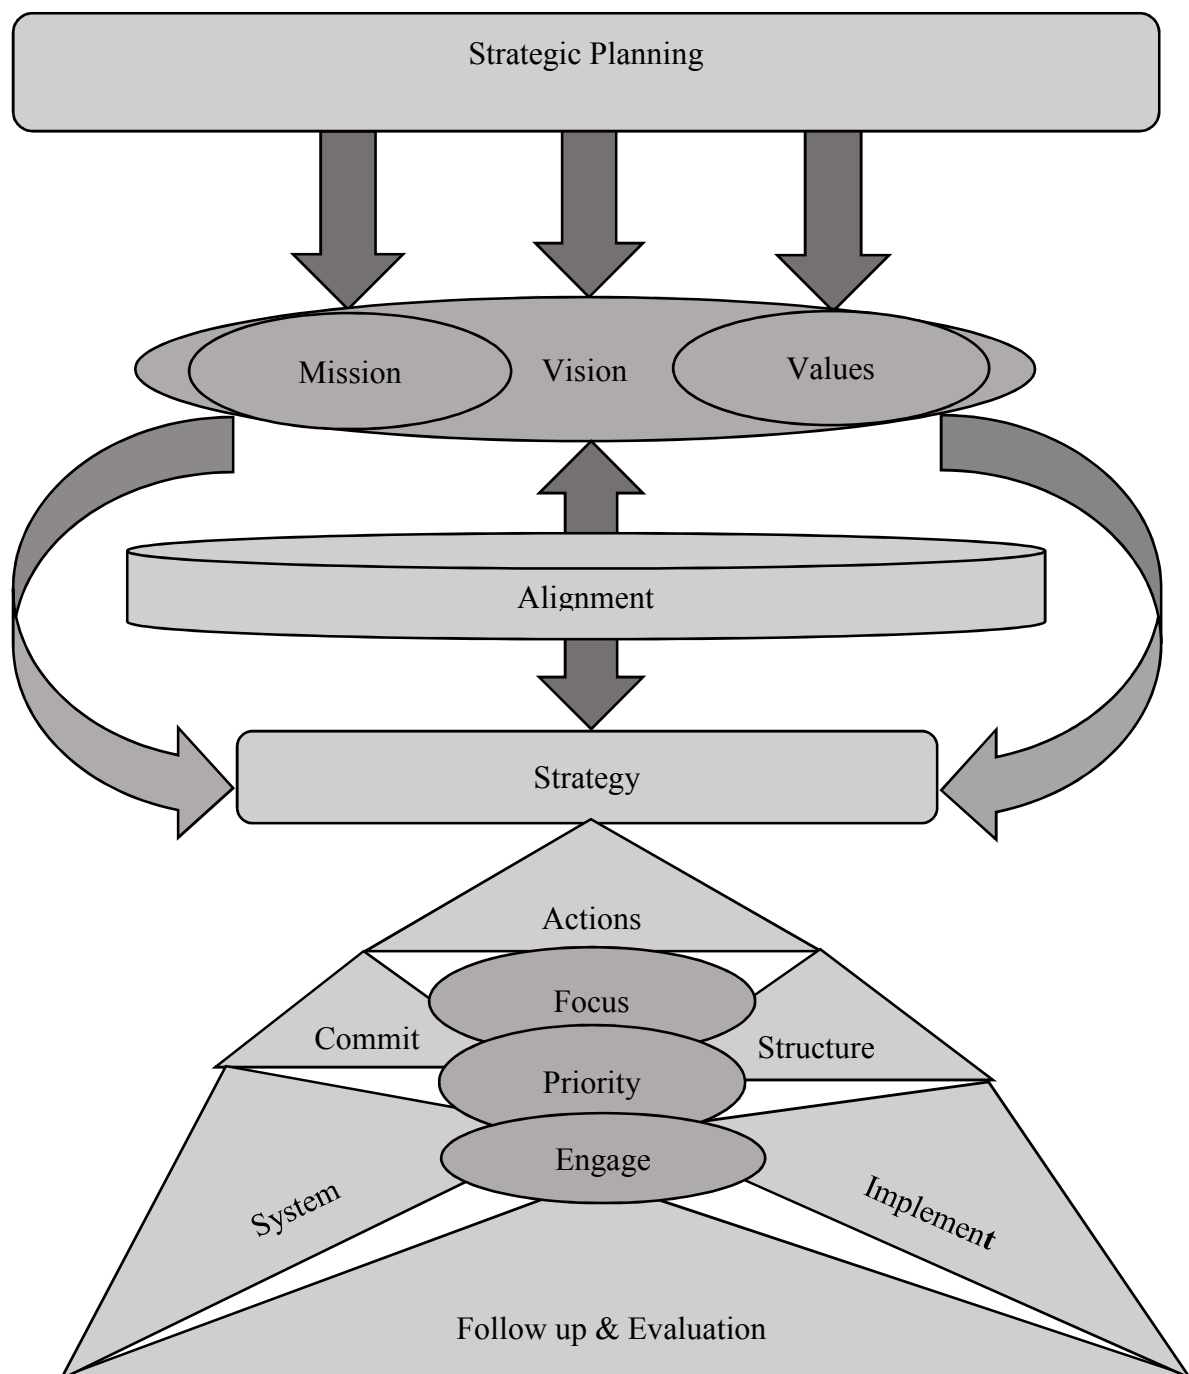 Strategic Planning
Mission
Vision
Values
Alignment
Strategy
Actions
Focus
Commit
Structure
Priority
Engage
System
Implement
Follow up & Evaluation